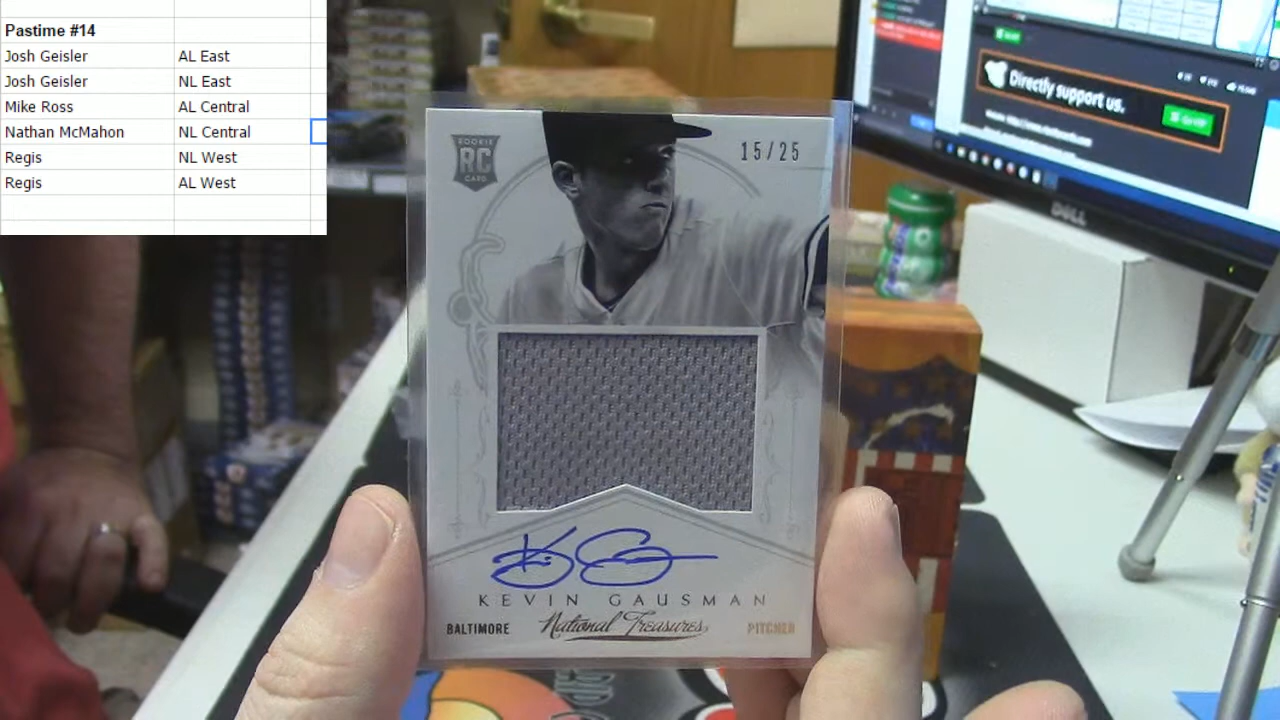 Pastime #14
Josh Geisler AL East
Josh Geisler NL East
Mike Ross AL Central
Nathan McMahon NL Central
Regis NL West
Regis AL West
Directly support us.
DELL
ROOKIE
RC
CARD
15/25
KEVIN GAUSMAN
BALTIMORE National Treasures PITCHER